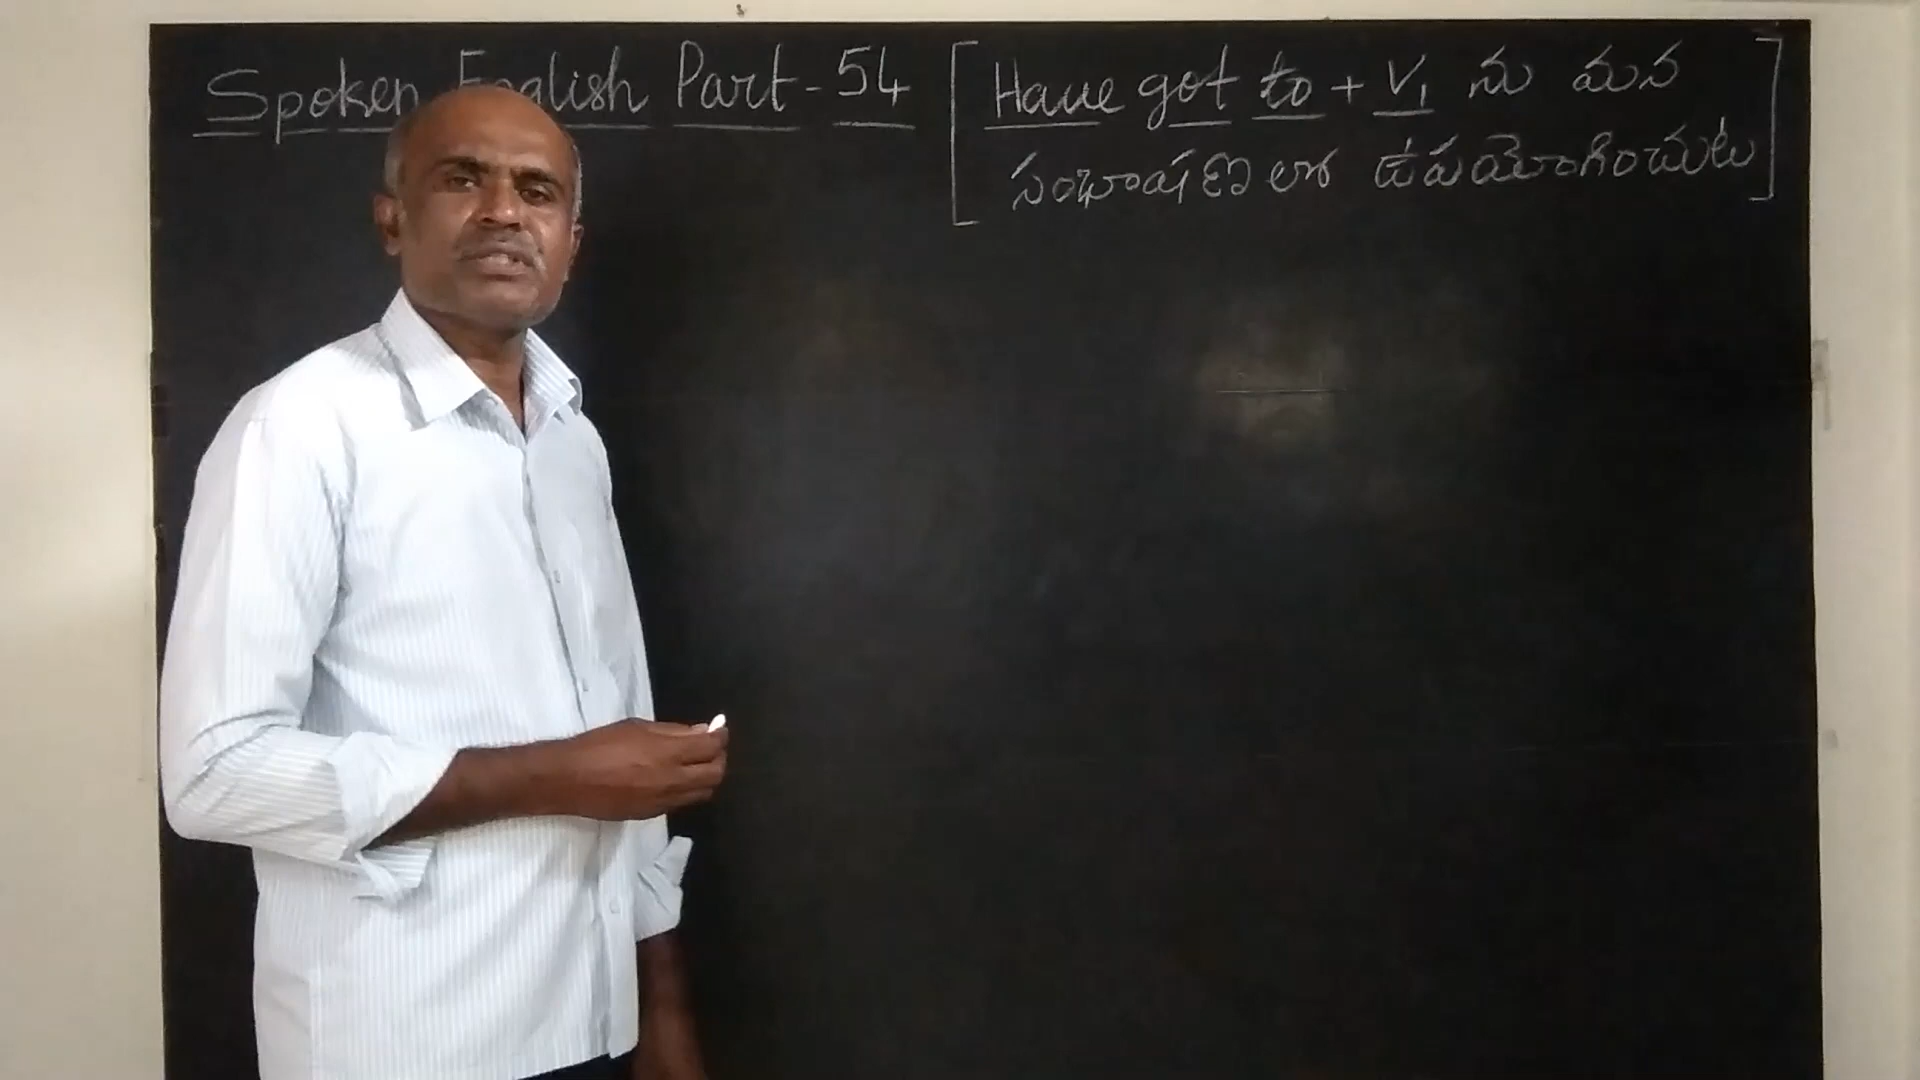 Spoken English Part - 54 [Have got to + V1 ను మన
సంభాషణలో ఉపయోగించుట]